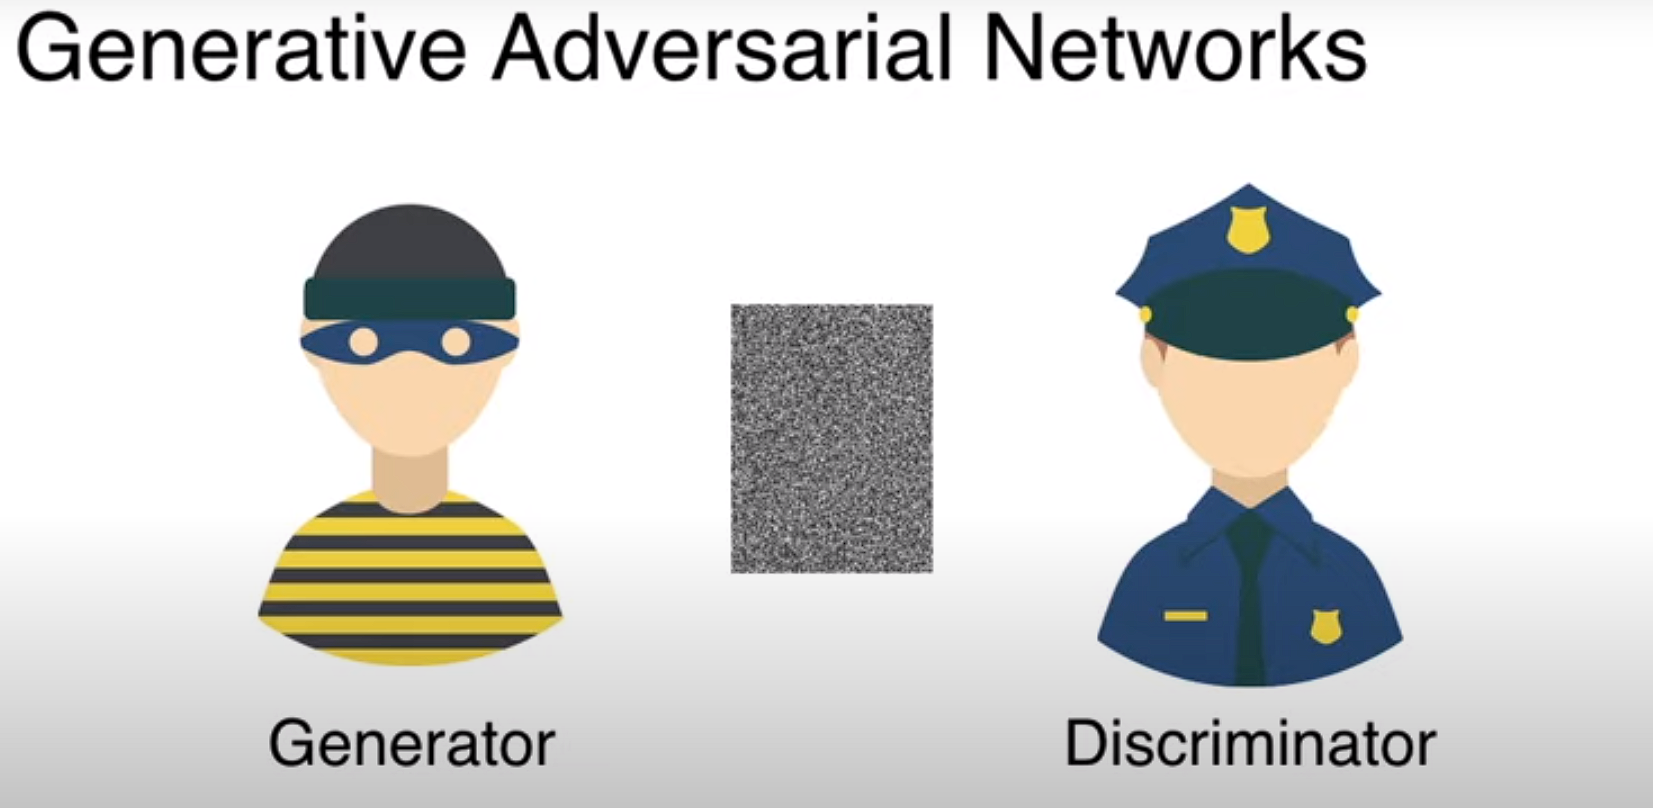 Generative Adversarial Networks
Generator
Discriminator